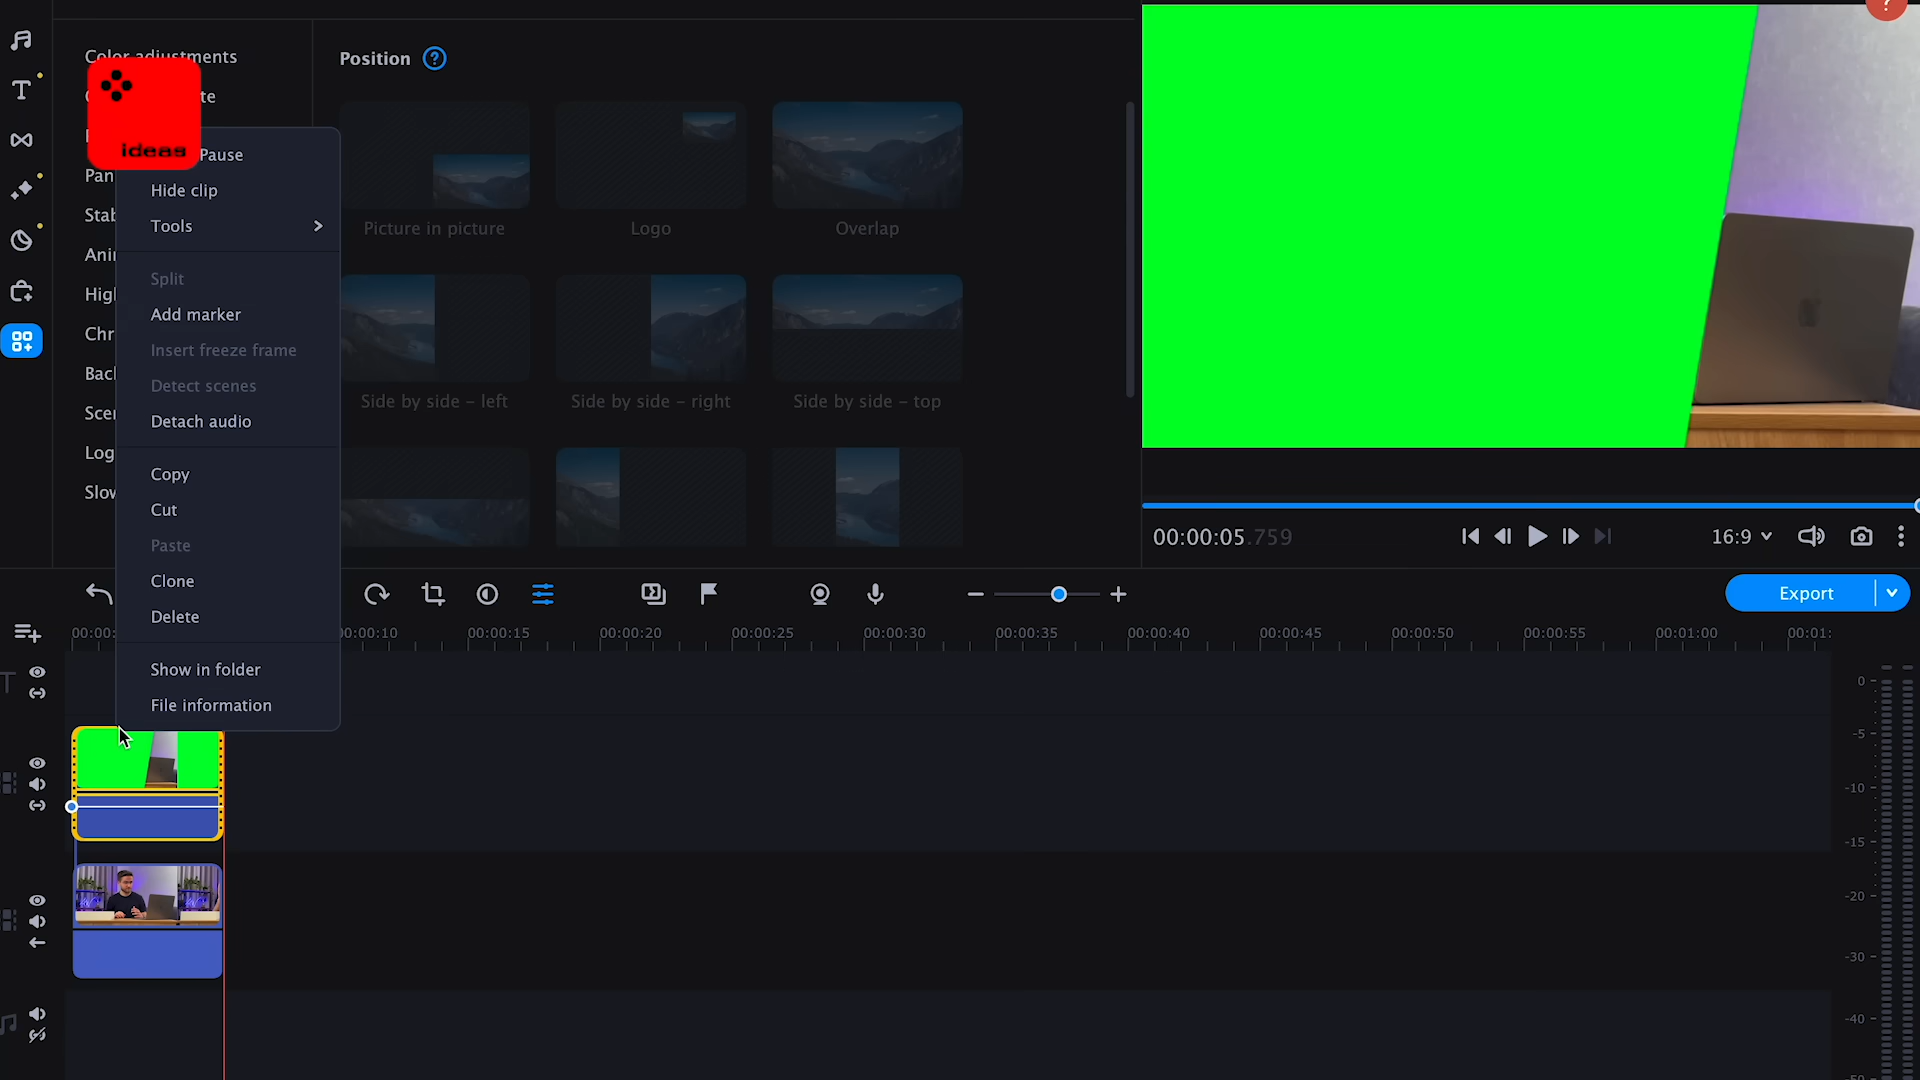 Color adjustments
te
ideas
Pause
Hide clip
Tools
Split
Add marker
Insert freeze frame
Detect scenes
Detach audio
Copy
Cut
Paste
Clone
Delete
Show in folder
File information
Pan
Stab
Ani
High
Chr
Back
Scen
Log
Slow
Position ?
Picture in picture
Logo
Overlap
Side by side – left
Side by side – right
Side by side – top
?
00:00:05.759
16:9
Export
00:00:
00:00:10
00:00:15
00:00:20
00:00:25
00:00:30
00:00:35
00:00:40
00:00:45
00:00:50
00:00:55
00:01:00
00:01:
0
-5
-10
-15
-20
-30
-40